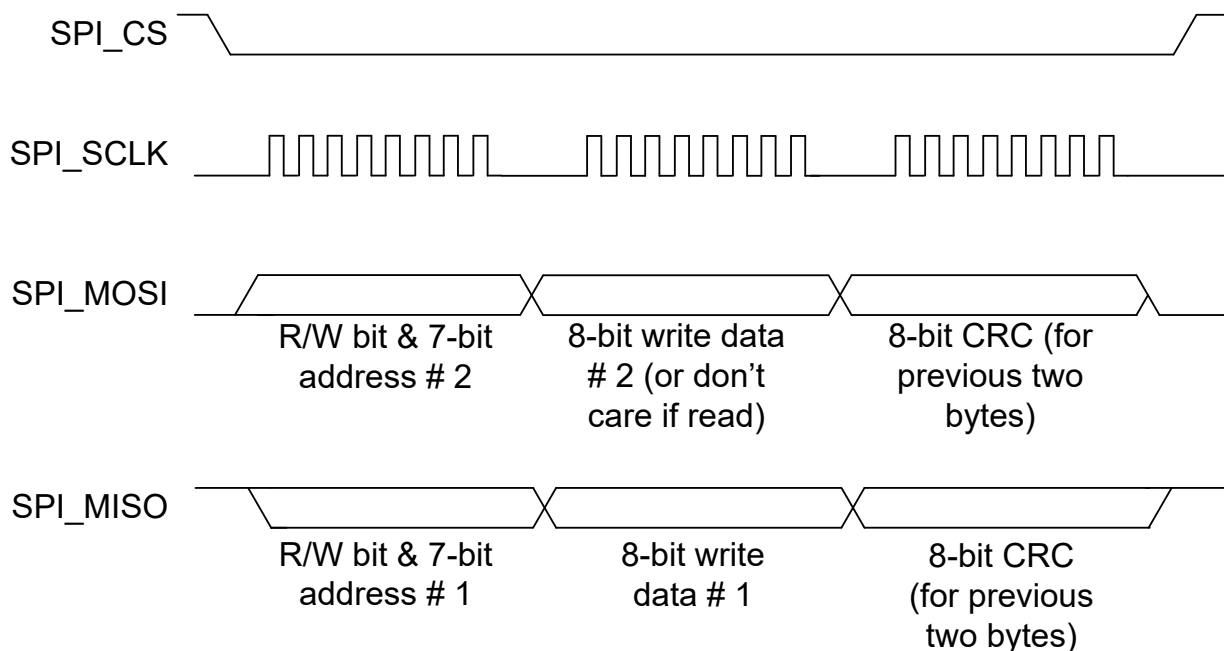 SPI_CS
SPI_SCLK
SPI_MOSI
R/W bit & 7-bit
address # 2
8-bit write data
# 2 (or don’t
care if read)
8-bit CRC (for
previous two
bytes)
SPI_MISO
R/W bit & 7-bit
address # 1
8-bit write
data # 1
8-bit CRC
(for previous
two bytes)